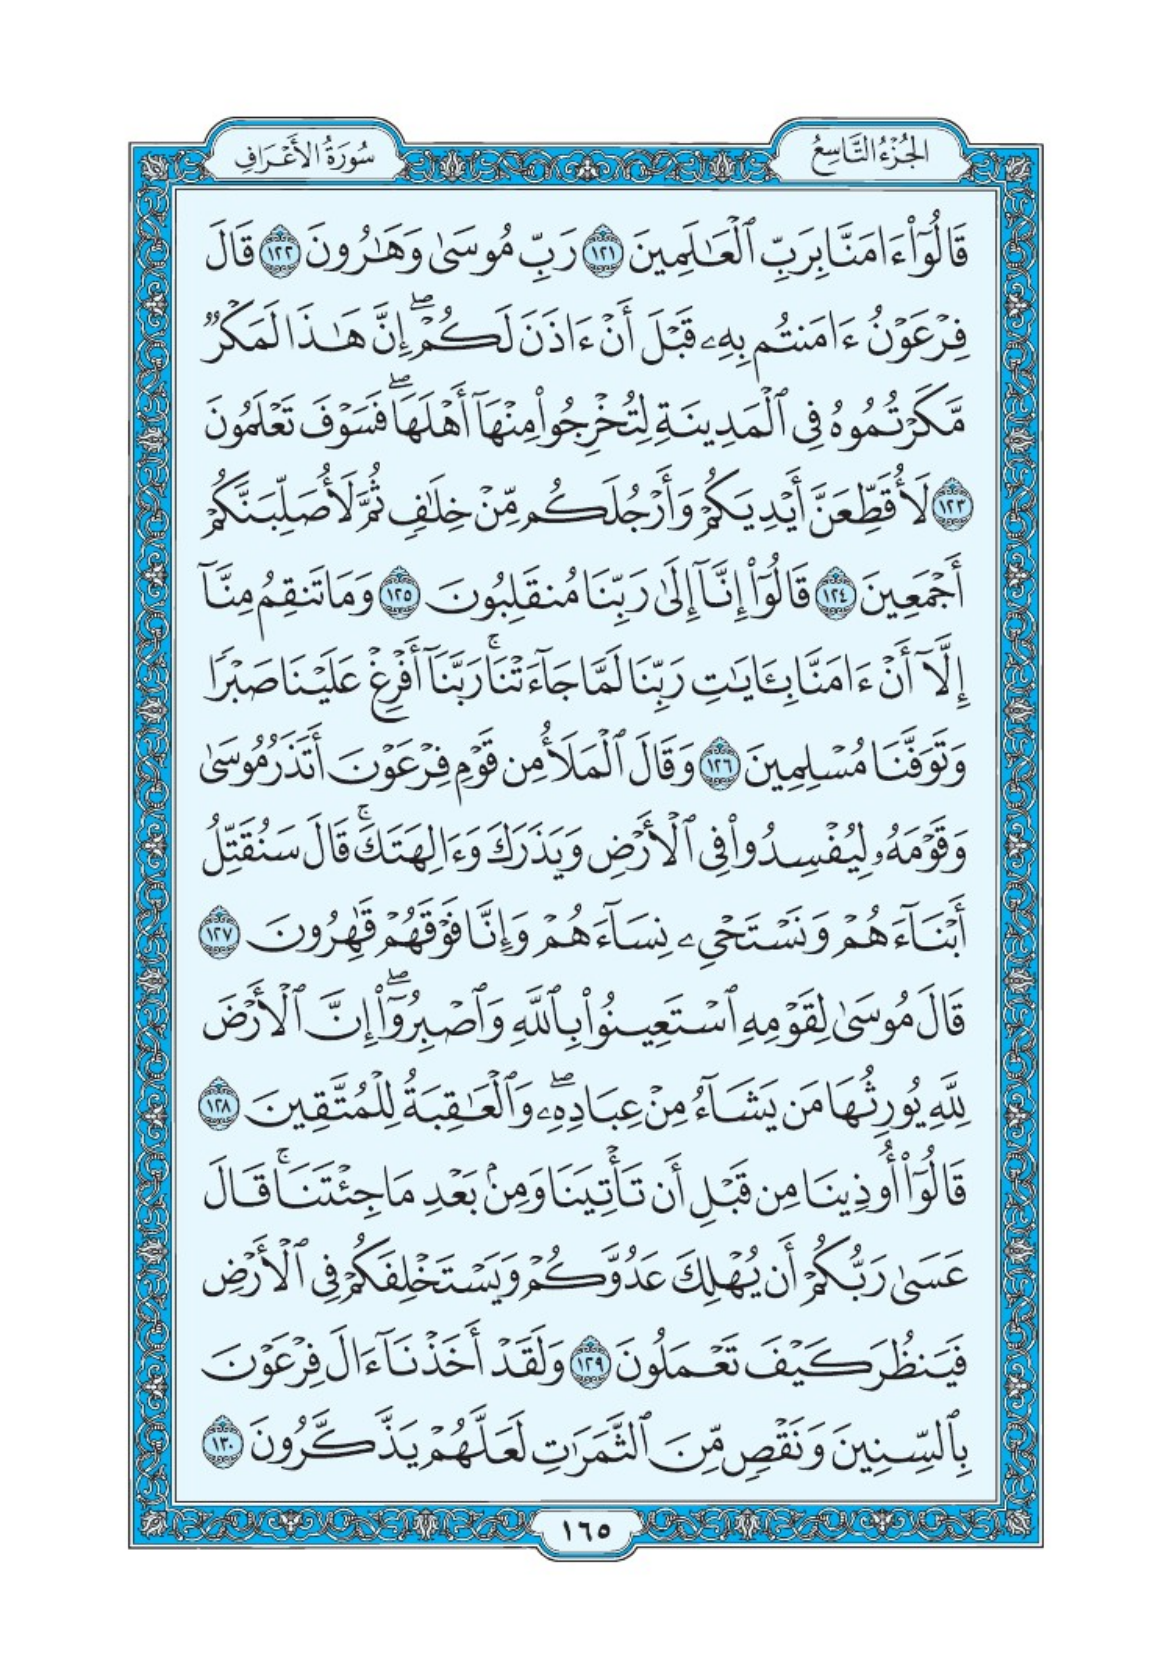 الجُزْءُ التَّاسِعُ
سُورَةُ الأَعْرَافِ
قَالُوٓاْ ءَامَنَّا بِرَبِّ ٱلْعَٰلَمِينَ ١٢١ رَبِّ مُوسَىٰ وَهَٰرُونَ ١٢٢ قَالَ
فِرْعَوْنُ ءَامَنتُم بِهِۦ قَبْلَ أَنْ ءَاذَنَ لَكُمْۖ إِنَّ هَٰذَا لَمَكْرٌ
مَّكَرْتُمُوهُ فِى ٱلْمَدِينَةِ لِتُخْرِجُواْ مِنْهَآ أَهْلَهَاۖ فَسَوْفَ تَعْلَمُونَ
١٢٣ لَأُقَطِّعَنَّ أَيْدِيَكُمْ وَأَرْجُلَكُم مِّنْ خِلَٰفٍ ثُمَّ لَأُصَلِّبَنَّكُمْ
أَجْمَعِينَ ١٢٤ قَالُوٓاْ إِنَّآ إِلَىٰ رَبِّنَا مُنقَلِبُونَ ١٢٥ وَمَا تَنقِمُ مِنَّآ
إِلَّآ أَنْ ءَامَنَّا بِـَٔايَٰتِ رَبِّنَا لَمَّا جَآءَتْنَاۚ رَبَّنَآ أَفْرِغْ عَلَيْنَا صَبْرًا
وَتَوَفَّنَا مُسْلِمِينَ ١٢٦ وَقَالَ ٱلْمَلَأُ مِن قَوْمِ فِرْعَوْنَ أَتَذَرُ مُوسَىٰ
وَقَوْمَهُۥ لِيُفْسِدُواْ فِى ٱلْأَرْضِ وَيَذَرَكَ وَءَالِهَتَكَۚ قَالَ سَنُقَتِّلُ
أَبْنَآءَهُمْ وَنَسْتَحْىِۦ نِسَآءَهُمْ وَإِنَّا فَوْقَهُمْ قَٰهِرُونَ ١٢٧
قَالَ مُوسَىٰ لِقَوْمِهِ ٱسْتَعِينُواْ بِٱللَّهِ وَٱصْبِرُوٓاْۖ إِنَّ ٱلْأَرْضَ
لِلَّهِ يُورِثُهَا مَن يَشَآءُ مِنْ عِبَادِهِۦۖ وَٱلْعَٰقِبَةُ لِلْمُتَّقِينَ ١٢٨
قَالُوٓاْ أُوذِينَا مِن قَبْلِ أَن تَأْتِيَنَا وَمِنۢ بَعْدِ مَا جِئْتَنَاۚ قَالَ
عَسَىٰ رَبُّكُمْ أَن يُهْلِكَ عَدُوَّكُمْ وَيَسْتَخْلِفَكُمْ فِى ٱلْأَرْضِ
فَيَنظُرَ كَيْفَ تَعْمَلُونَ ١٢٩ وَلَقَدْ أَخَذْنَآ ءَالَ فِرْعَوْنَ
بِٱلسِّنِينَ وَنَقْصٍ مِّنَ ٱلثَّمَرَٰتِ لَعَلَّهُمْ يَذَّكَّرُونَ ١٣٠
١٦٥